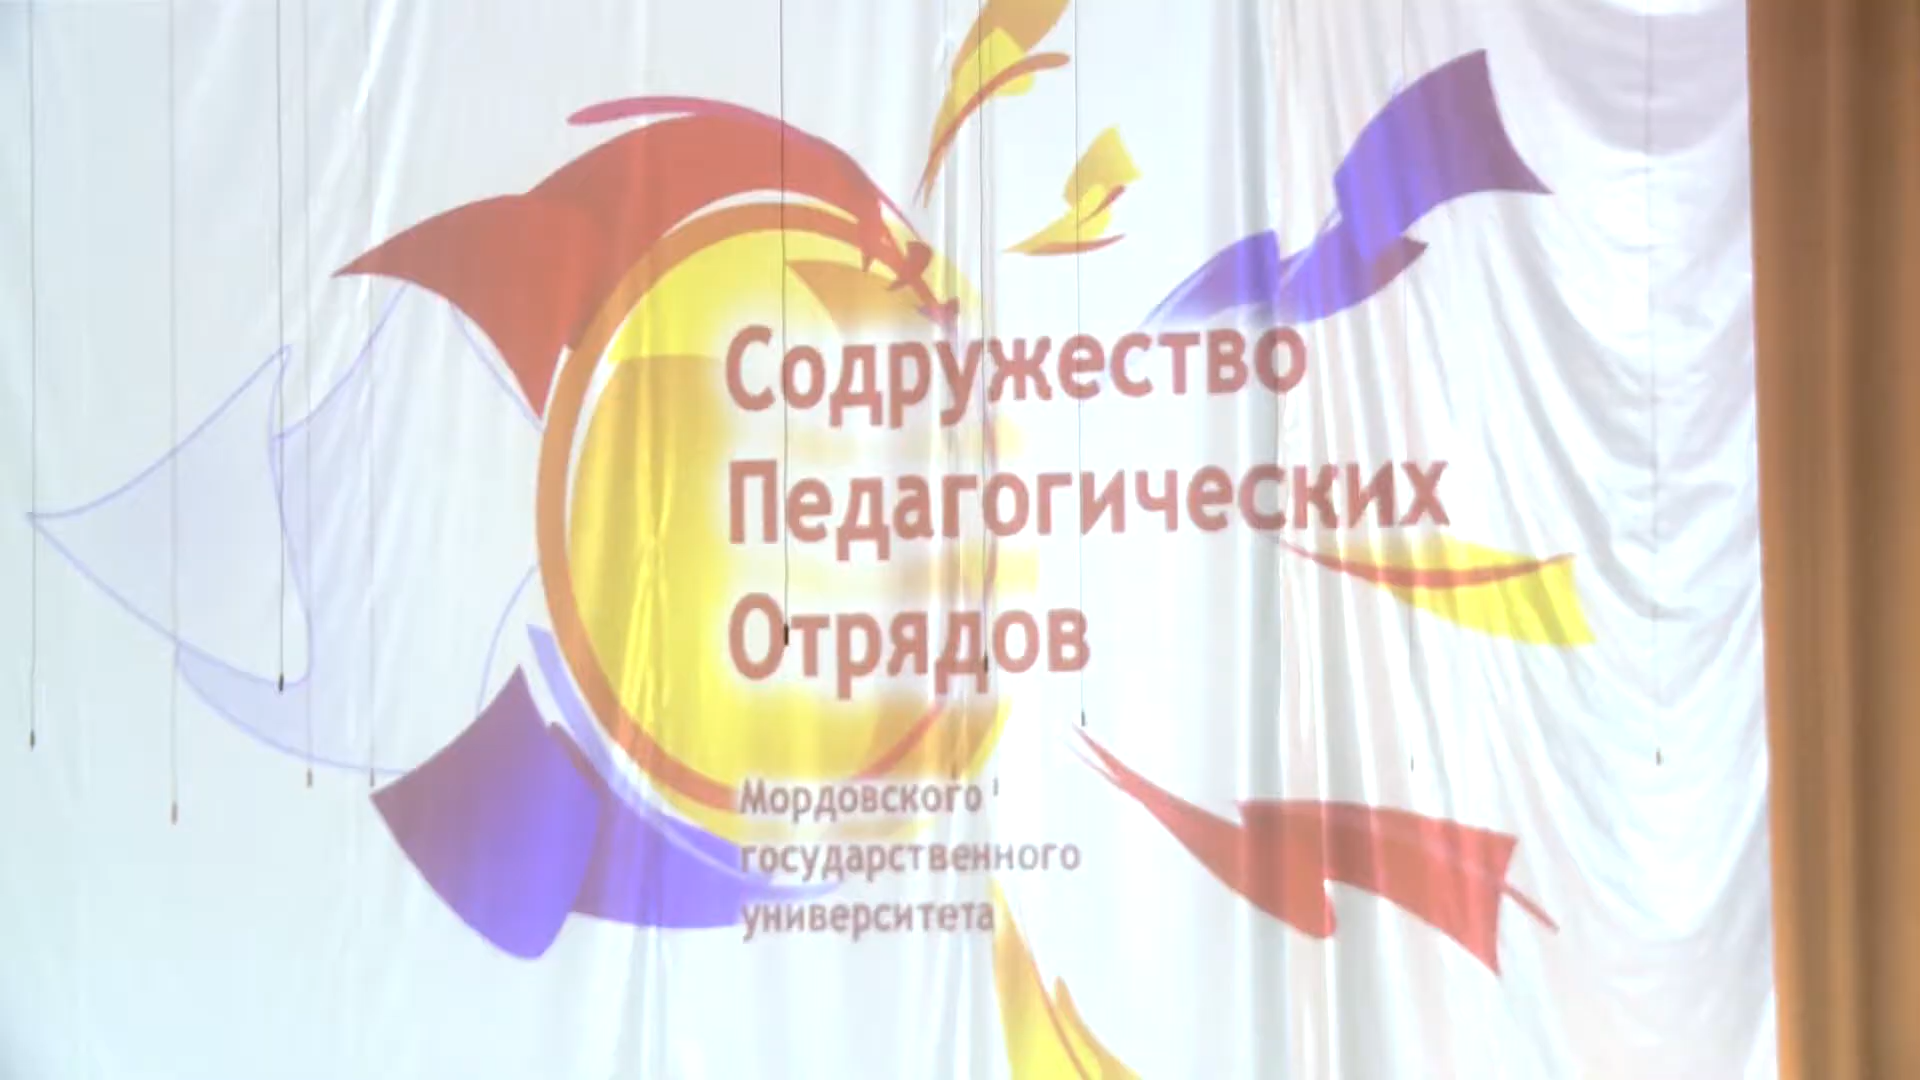 Содружество
Педагогических
Отрядов
Мордовского
государственного
университета